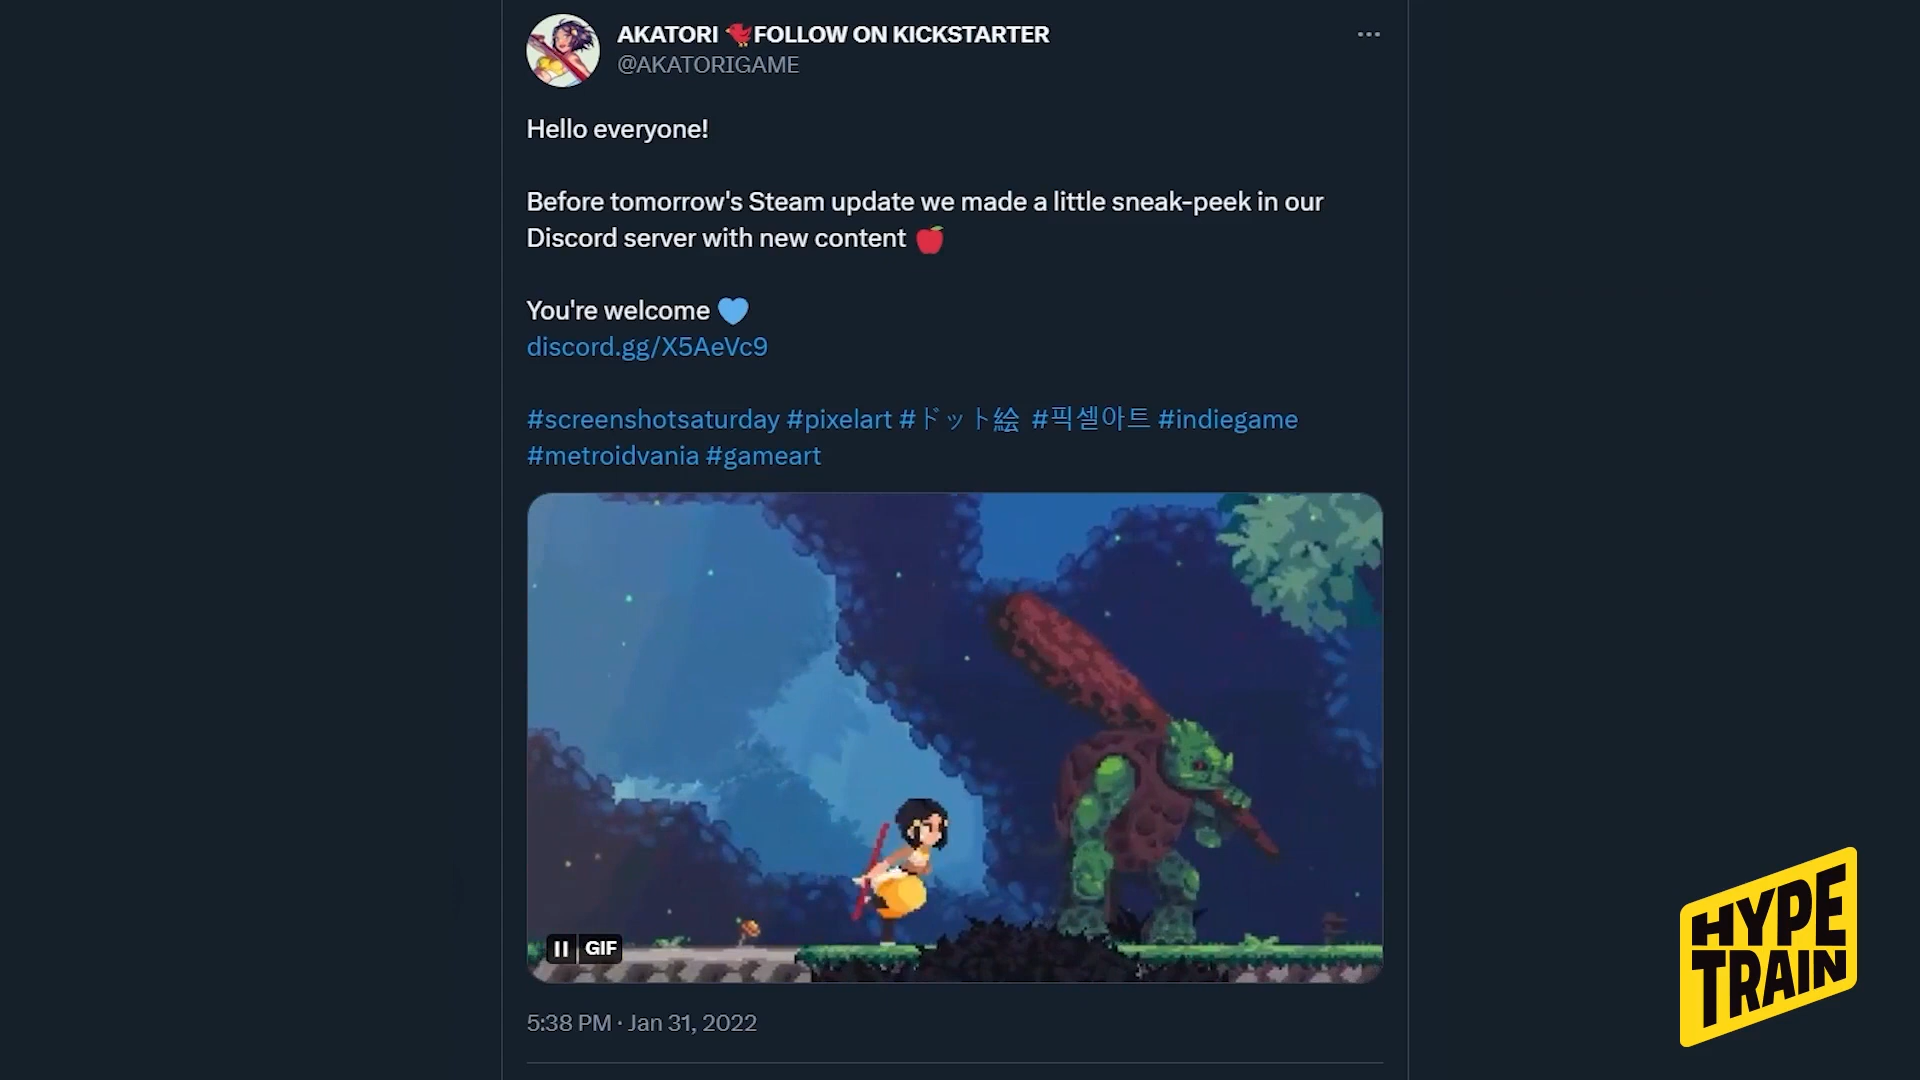 AKATORI 🐦FOLLOW ON KICKSTARTER
@AKATORIGAME
Hello everyone!
Before tomorrow's Steam update we made a little sneak-peek in our
Discord server with new content 🍎
You're welcome 💙
discord.gg/X5AeVc9
#screenshotsaturday #pixelart #ドット絵 #픽셀아트 #indiegame
#metroidvania #gameart
GIF
5:38 PM · Jan 31, 2022
HYPE
TRAIN